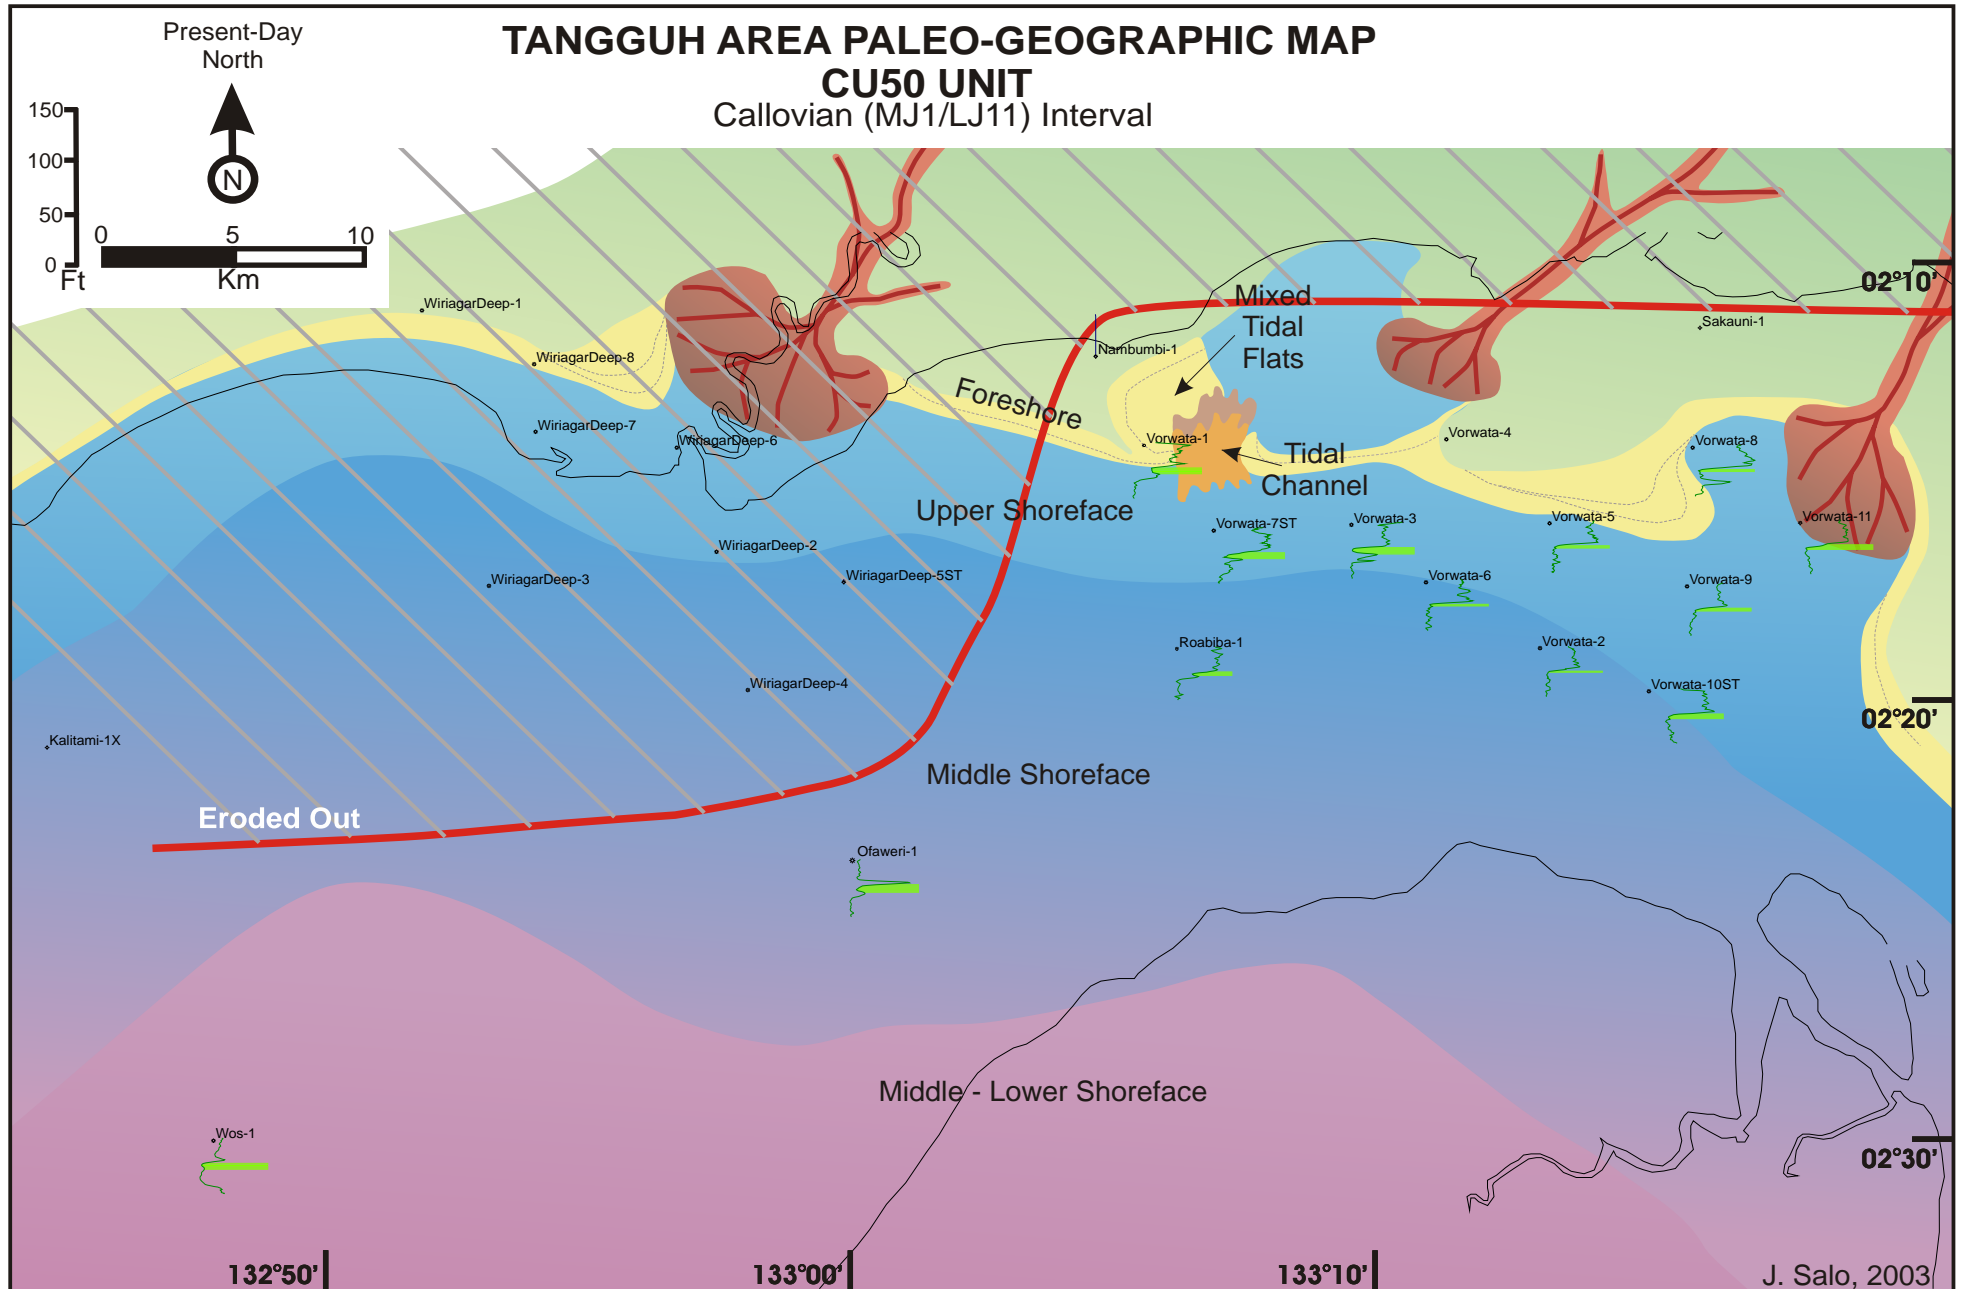 Present-Day
North
N
TANGGUH AREA PALEO-GEOGRAPHIC MAP
CU50 UNIT
Callovian (MJ1/LJ11) Interval
150
100
50
0
Ft
0 5 10
Km
02°10'
WiriagarDeep-1
Mixed
Tidal
Flats
Sakauni-1
Nambumbi-1
WiriagarDeep-8
Foreshore
WiriagarDeep-7
WiriagarDeep-6
Vorwata-1
Vorwata-4
Vorwata-8
Tidal
Channel
Upper Shoreface
Vorwata-7ST
Vorwata-3
Vorwata-5
Vorwata-11
WiriagarDeep-2
WiriagarDeep-3
WiriagarDeep-5ST
Vorwata-6
Vorwata-9
Roabiba-1
Vorwata-2
WiriagarDeep-4
Vorwata-10ST
02°20'
Kalitami-1X
Middle Shoreface
Eroded Out
Ofaweri-1
Middle - Lower Shoreface
Wos-1
02°30'
132°50'
133°00'
133°10'
J. Salo, 2003